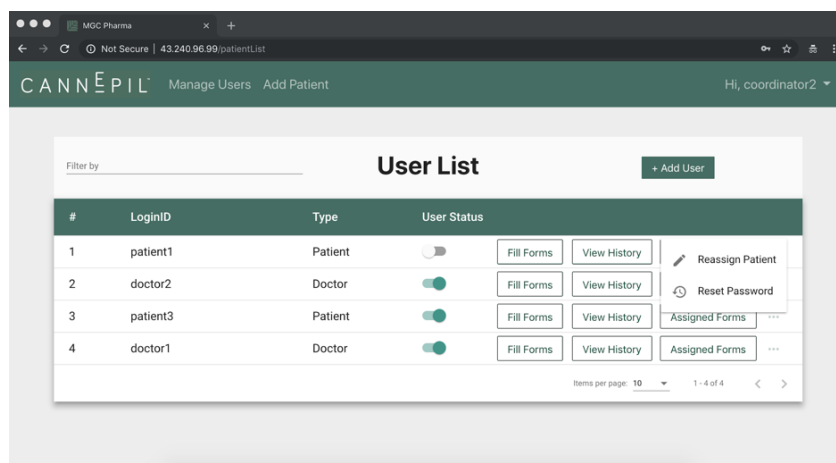 MGC Pharma
Not Secure | 43.240.96.99/patientList
CANNEPIL Manage Users Add Patient Hi, coordinator2
Filter by User List + Add User
# LoginID Type User Status
1 patient1 Patient Fill Forms View History Reassign Patient
2 doctor2 Doctor Fill Forms View History Reset Password
3 patient3 Patient Fill Forms View History Assigned Forms
4 doctor1 Doctor Fill Forms View History Assigned Forms
Items per page: 10 1 - 4 of 4